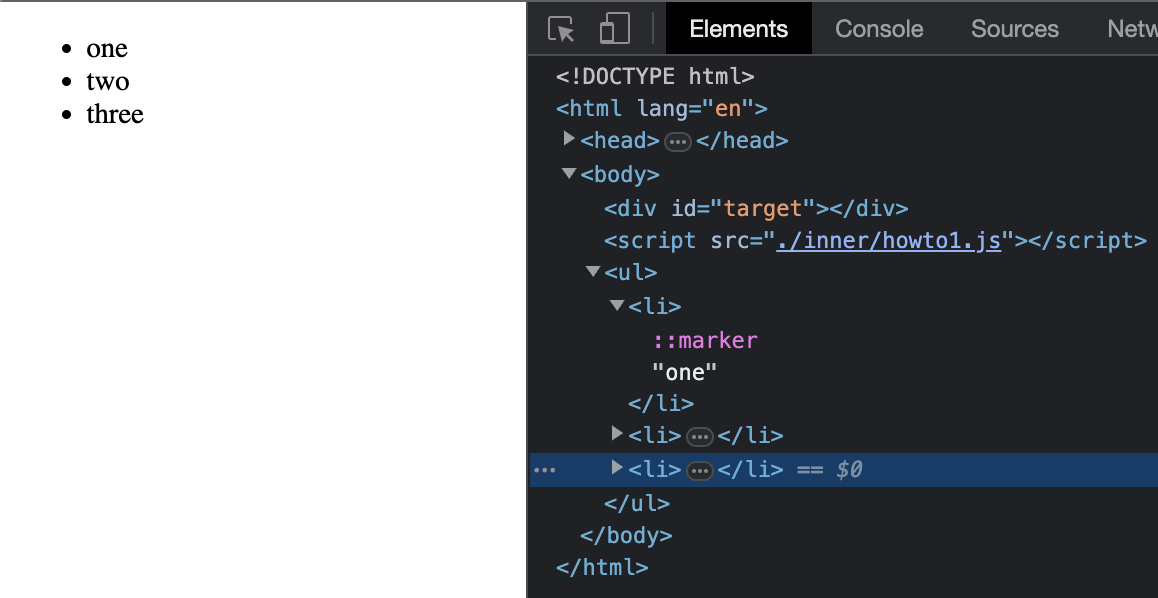 one
two
three
Elements Console Sources Netw
<!DOCTYPE html>
<html lang="en">
<head> ••• </head>
<body>
<div id="target"></div>
<script src="./inner/howto1.js"></script>
<ul>
<li>
::marker
"one"
</li>
<li> ••• </li>
••• <li> ••• </li> == $0
</ul>
</body>
</html>